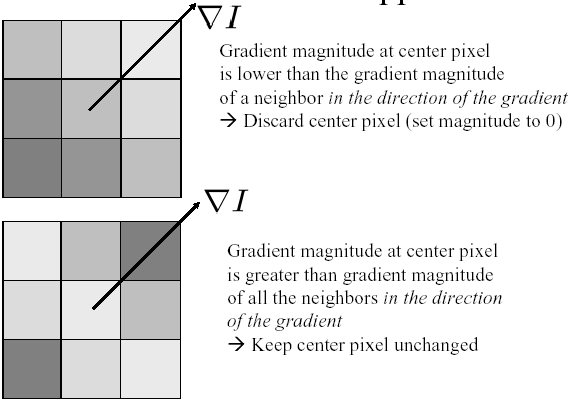 ∇I
Gradient magnitude at center pixel
is lower than the gradient magnitude
of a neighbor in the direction of the gradient
→ Discard center pixel (set magnitude to 0)
∇I
Gradient magnitude at center pixel
is greater than gradient magnitude
of all the neighbors in the direction
of the gradient
→ Keep center pixel unchanged